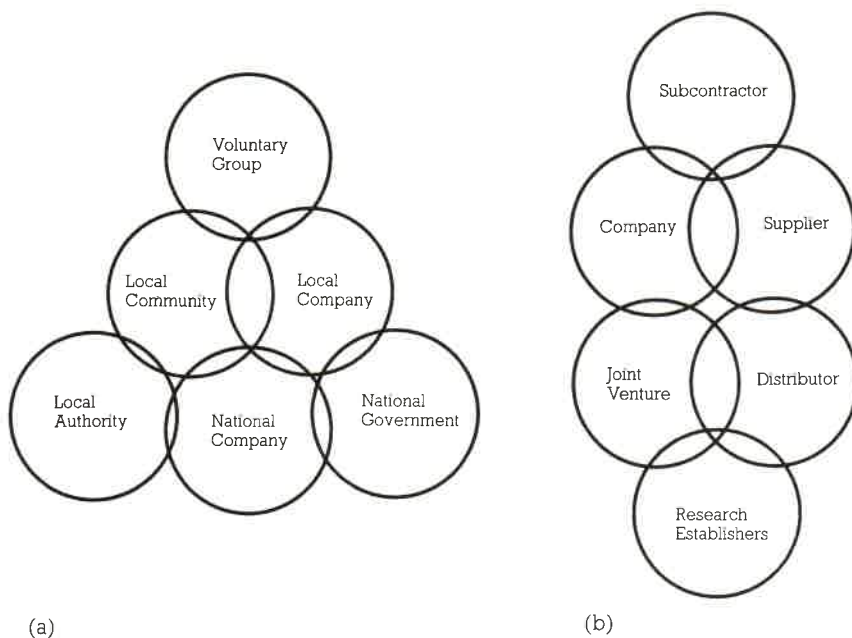 Voluntary
Group
Local
Community
Local
Company
Local
Authority
National
Company
National
Government
(a)
Subcontractor
Company
Supplier
Joint
Venture
Distributor
Research
Establishers
(b)